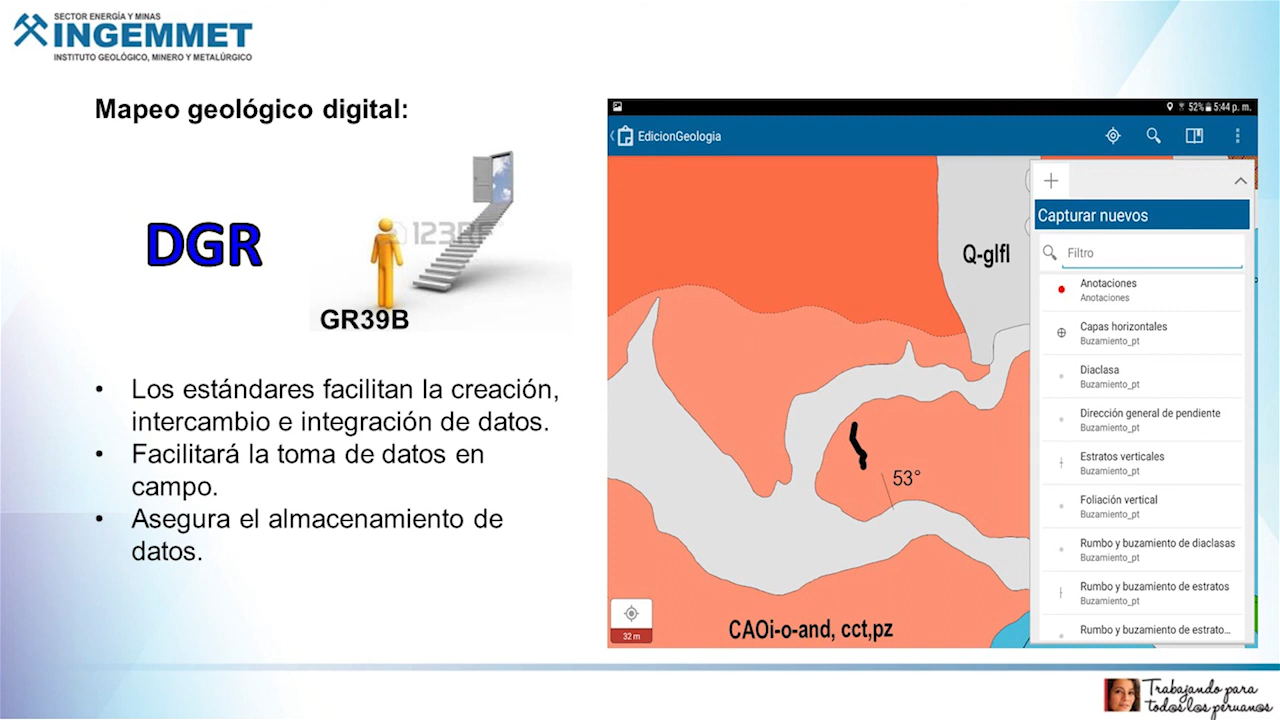 SECTOR ENERGÍA Y MINAS
INGEMMET
INSTITUTO GEOLÓGICO, MINERO Y METALÚRGICO
Mapeo geológico digital:
DGR
123RF
GR39B
• Los estándares facilitan la creación,
intercambio e integración de datos.
• Facilitará la toma de datos en
campo.
• Asegura el almacenamiento de
datos.
52% 5:44 p. m.
EdicionGeologia
Capturar nuevos
Filtro
Anotaciones
Anotaciones
Capas horizontales
Buzamiento_pt
Diaclasa
Buzamiento_pt
Dirección general de pendiente
Buzamiento_pt
Estratos verticales
Buzamiento_pt
Foliación vertical
Buzamiento_pt
Rumbo y buzamiento de diaclasas
Buzamiento_pt
Rumbo y buzamiento de estratos
Buzamiento_pt
Rumbo y buzamiento de estrato...
Q-glfl
53°
32 m
CAOi-o-and, cct,pz
Trabajando para
todos los peruanos